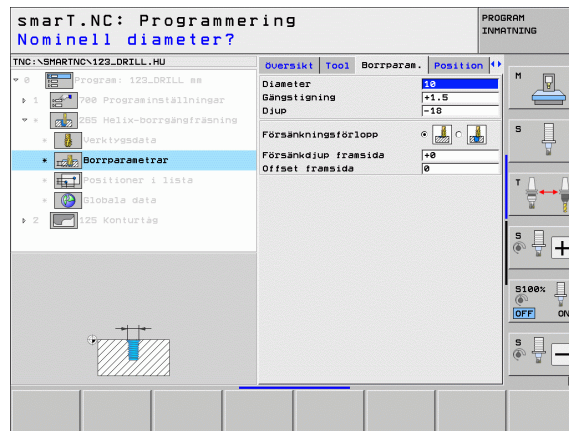 smarT.NC: Programmering
Nominell diameter?
PROGRAM
INMATNING
TNC:\SMARTNC\123_DRILL.HU
0 Program: 123_DRILL mm
1 700 Programinställningar
265 Helix-borrgängfräsning
* Verktygsdata
* Borrparametrar
* Positioner i lista
* Globala data
2 125 Konturtåg
Översikt Tool Borrparam. Position
Diameter 10
Gängstigning +1.5
Djup -18
Försänkningsförlopp
Försänkdjup framsida +0
Offset framsida 0
M
S
T
S
S100%
OFF ON
S